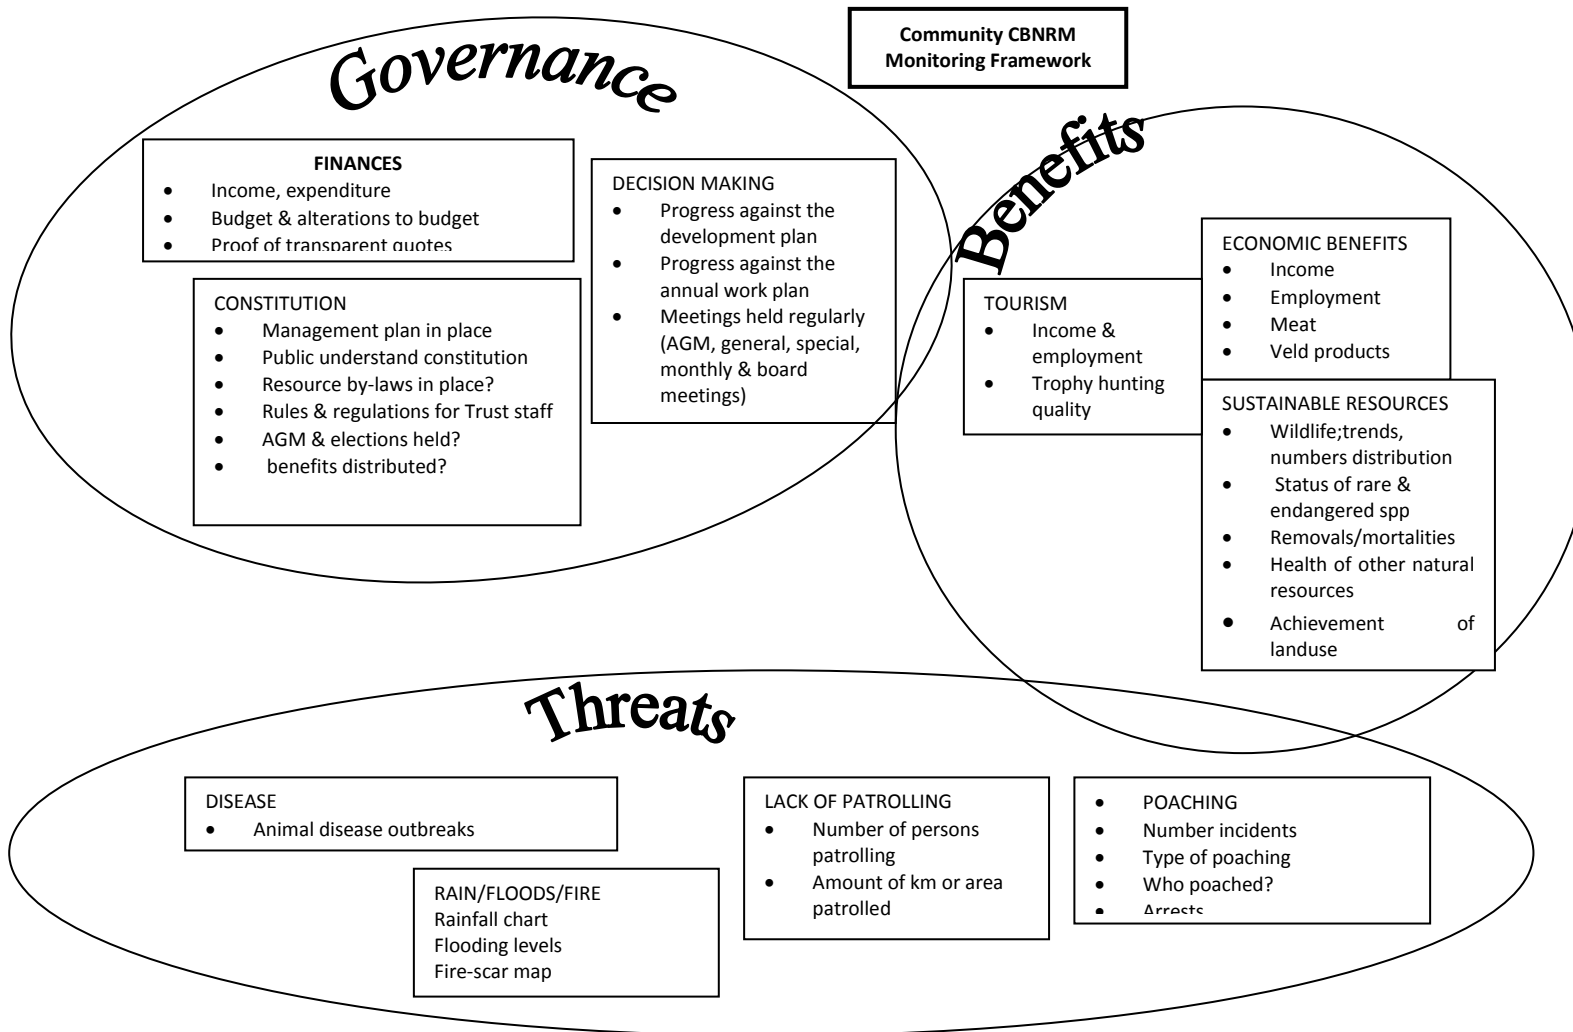 Community CBNRM
Monitoring Framework
Governance
FINANCES
• Income, expenditure
• Budget & alterations to budget
• Proof of transparent quotes
DECISION MAKING
• Progress against the
development plan
• Progress against the
annual work plan
• Meetings held regularly
(AGM, general, special,
monthly & board
meetings)
CONSTITUTION
• Management plan in place
• Public understand constitution
• Resource by-laws in place?
• Rules & regulations for Trust staff
• AGM & elections held?
• benefits distributed?
Benefits
TOURISM
• Income &
employment
• Trophy hunting
quality
ECONOMIC BENEFITS
• Income
• Employment
• Meat
• Veld products
SUSTAINABLE RESOURCES
• Wildlife;trends,
numbers distribution
• Status of rare &
endangered spp
• Removals/mortalities
• Health of other natural
resources
• Achievement of
landuse
Threats
DISEASE
• Animal disease outbreaks
RAIN/FLOODS/FIRE
Rainfall chart
Flooding levels
Fire-scar map
LACK OF PATROLLING
• Number of persons
patrolling
• Amount of km or area
patrolled
• POACHING
• Number incidents
• Type of poaching
• Who poached?
• Arrests